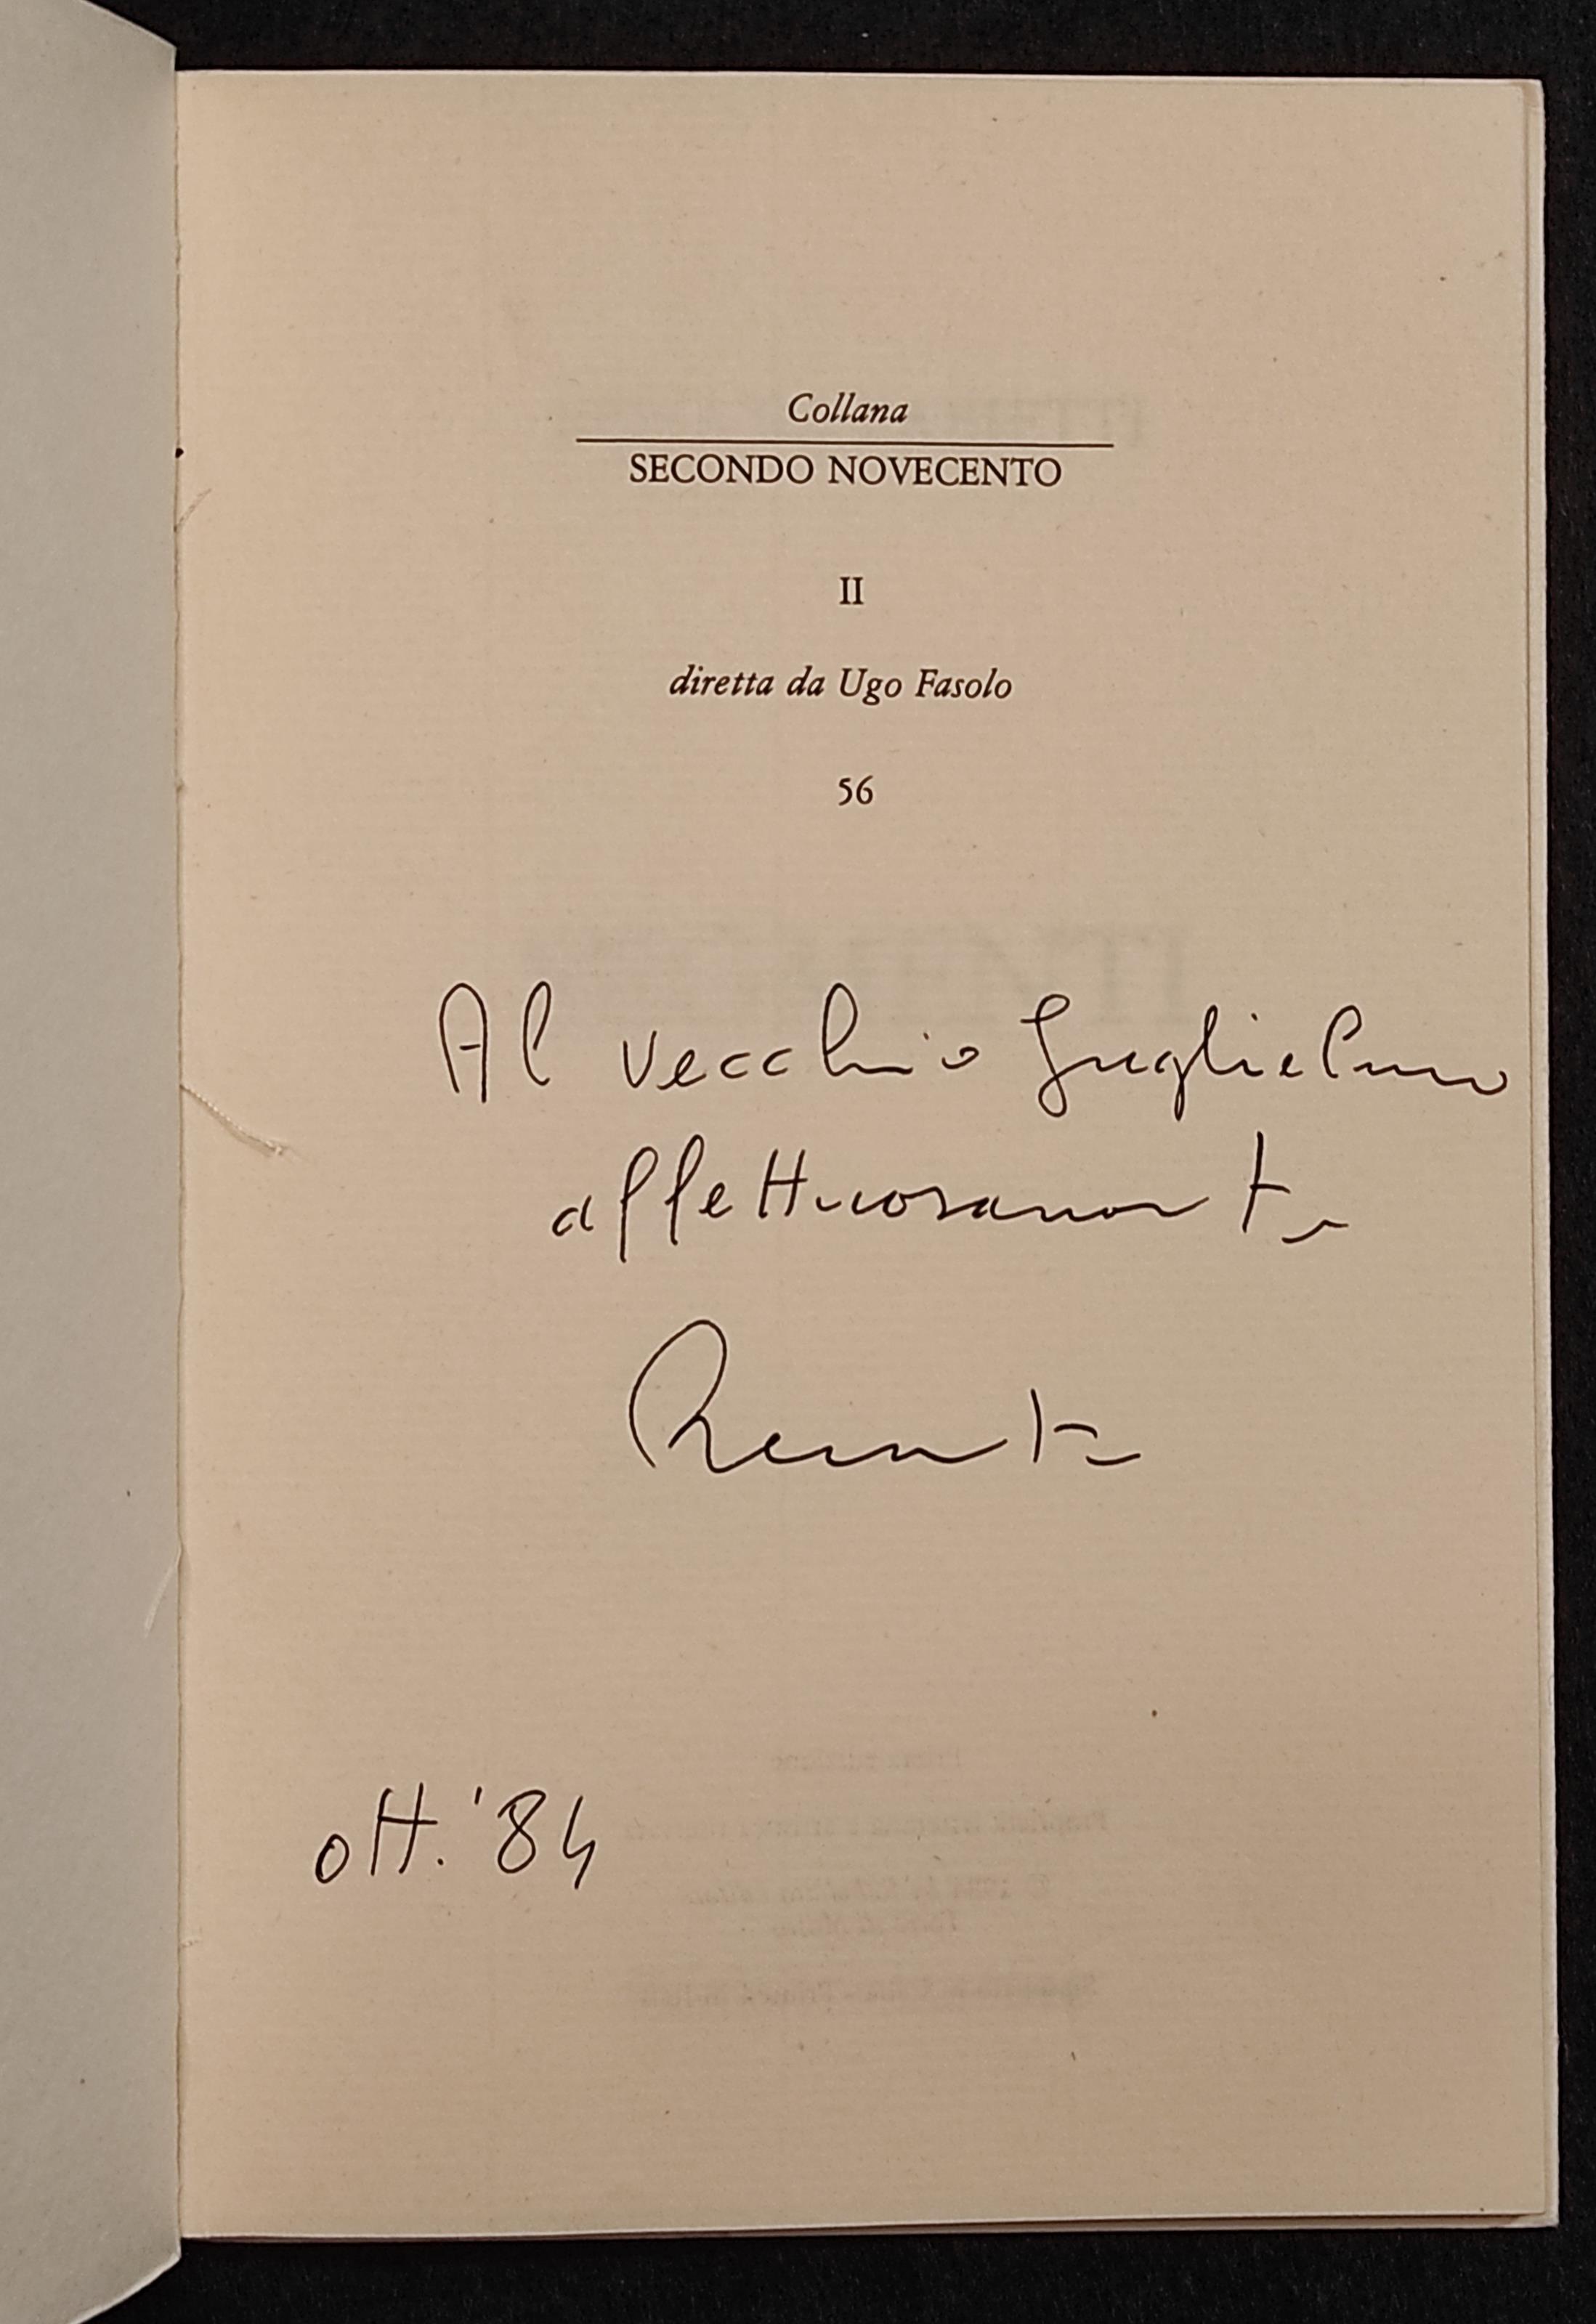 Collana
SECONDO NOVECENTO
II
diretta da Ugo Fasolo
56
Al vecchio Guglielmo
affettuosamente
ott. '84